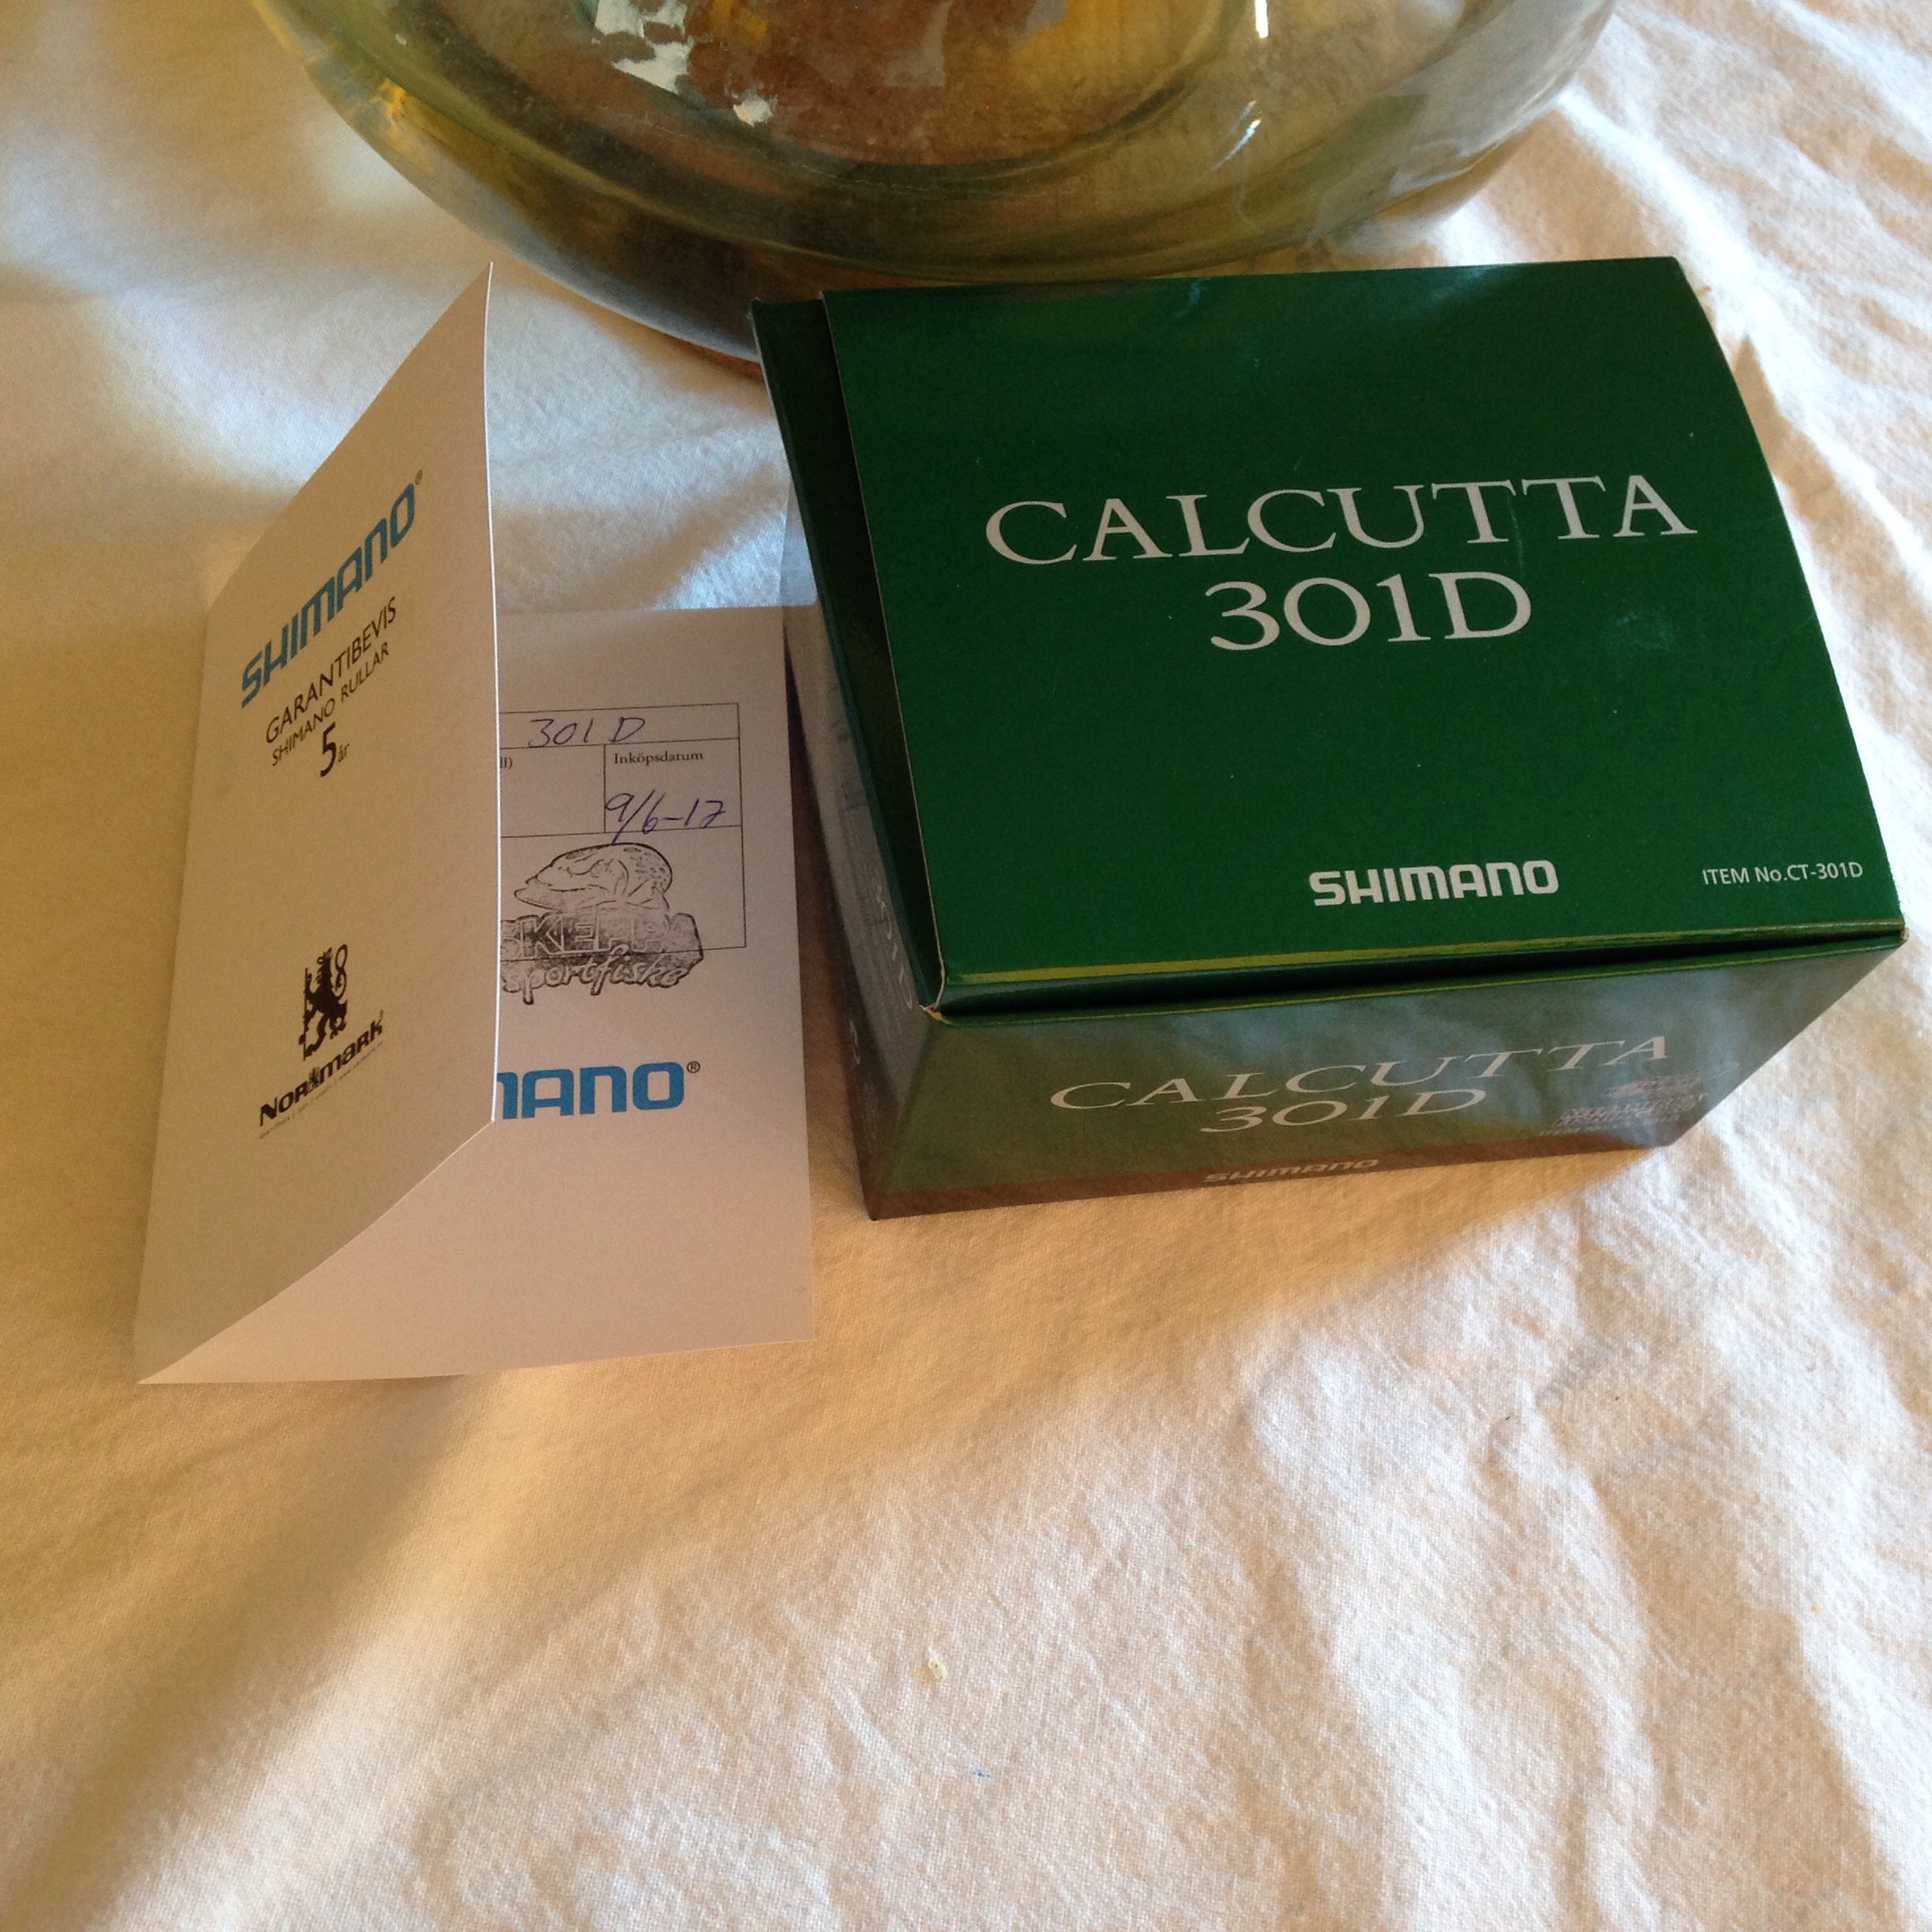 SHIMANO®
GARANTIBEVIS
SHIMANO RULLAR
5 år
NORMARK
301 D
Inköpsdatum
9/6-17
sportfiske
MANO®
CALCUTTA
301D
SHIMANO
ITEM No.CT-301D
CALCUTTA
301D
SHIMANO